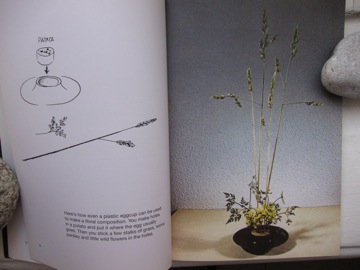 PATATA
Here's how even a plastic eggcup can be used
to make a floral composition. You make holes
in a potato and put it where the egg usually
goes. Then you stick a few stalks of grass, some
parsley and little wild flowers in the holes.